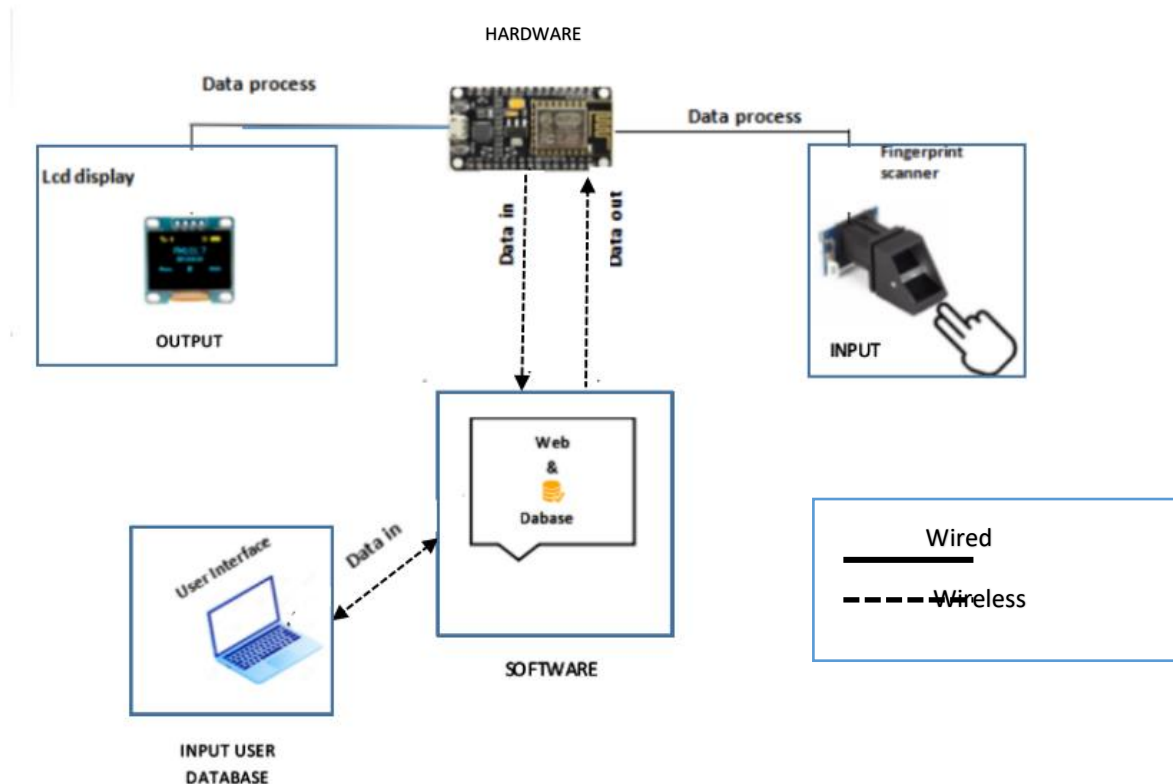 HARDWARE
Data process
Data process
Lcd display
Fingerprint
scanner
Data in
Data out
OUTPUT
INPUT
Web
&
Dabase
User Interface
Data in
Wired
Wireless
SOFTWARE
INPUT USER
DATABASE